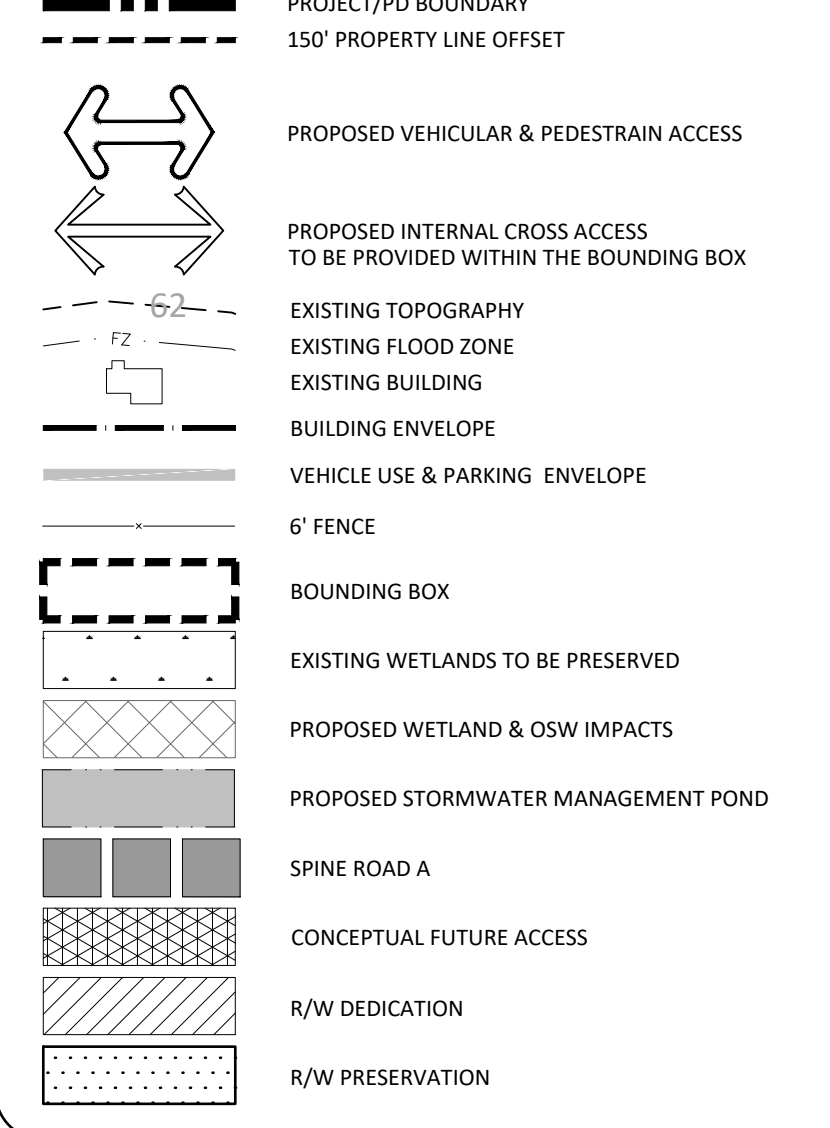 PROJECT/PD BOUNDARY
150' PROPERTY LINE OFFSET
PROPOSED VEHICULAR & PEDESTRAIN ACCESS
PROPOSED INTERNAL CROSS ACCESS
TO BE PROVIDED WITHIN THE BOUNDING BOX
62
EXISTING TOPOGRAPHY
FZ
EXISTING FLOOD ZONE
EXISTING BUILDING
BUILDING ENVELOPE
VEHICLE USE & PARKING ENVELOPE
x
6' FENCE
BOUNDING BOX
EXISTING WETLANDS TO BE PRESERVED
PROPOSED WETLAND & OSW IMPACTS
PROPOSED STORMWATER MANAGEMENT POND
SPINE ROAD A
CONCEPTUAL FUTURE ACCESS
R/W DEDICATION
R/W PRESERVATION